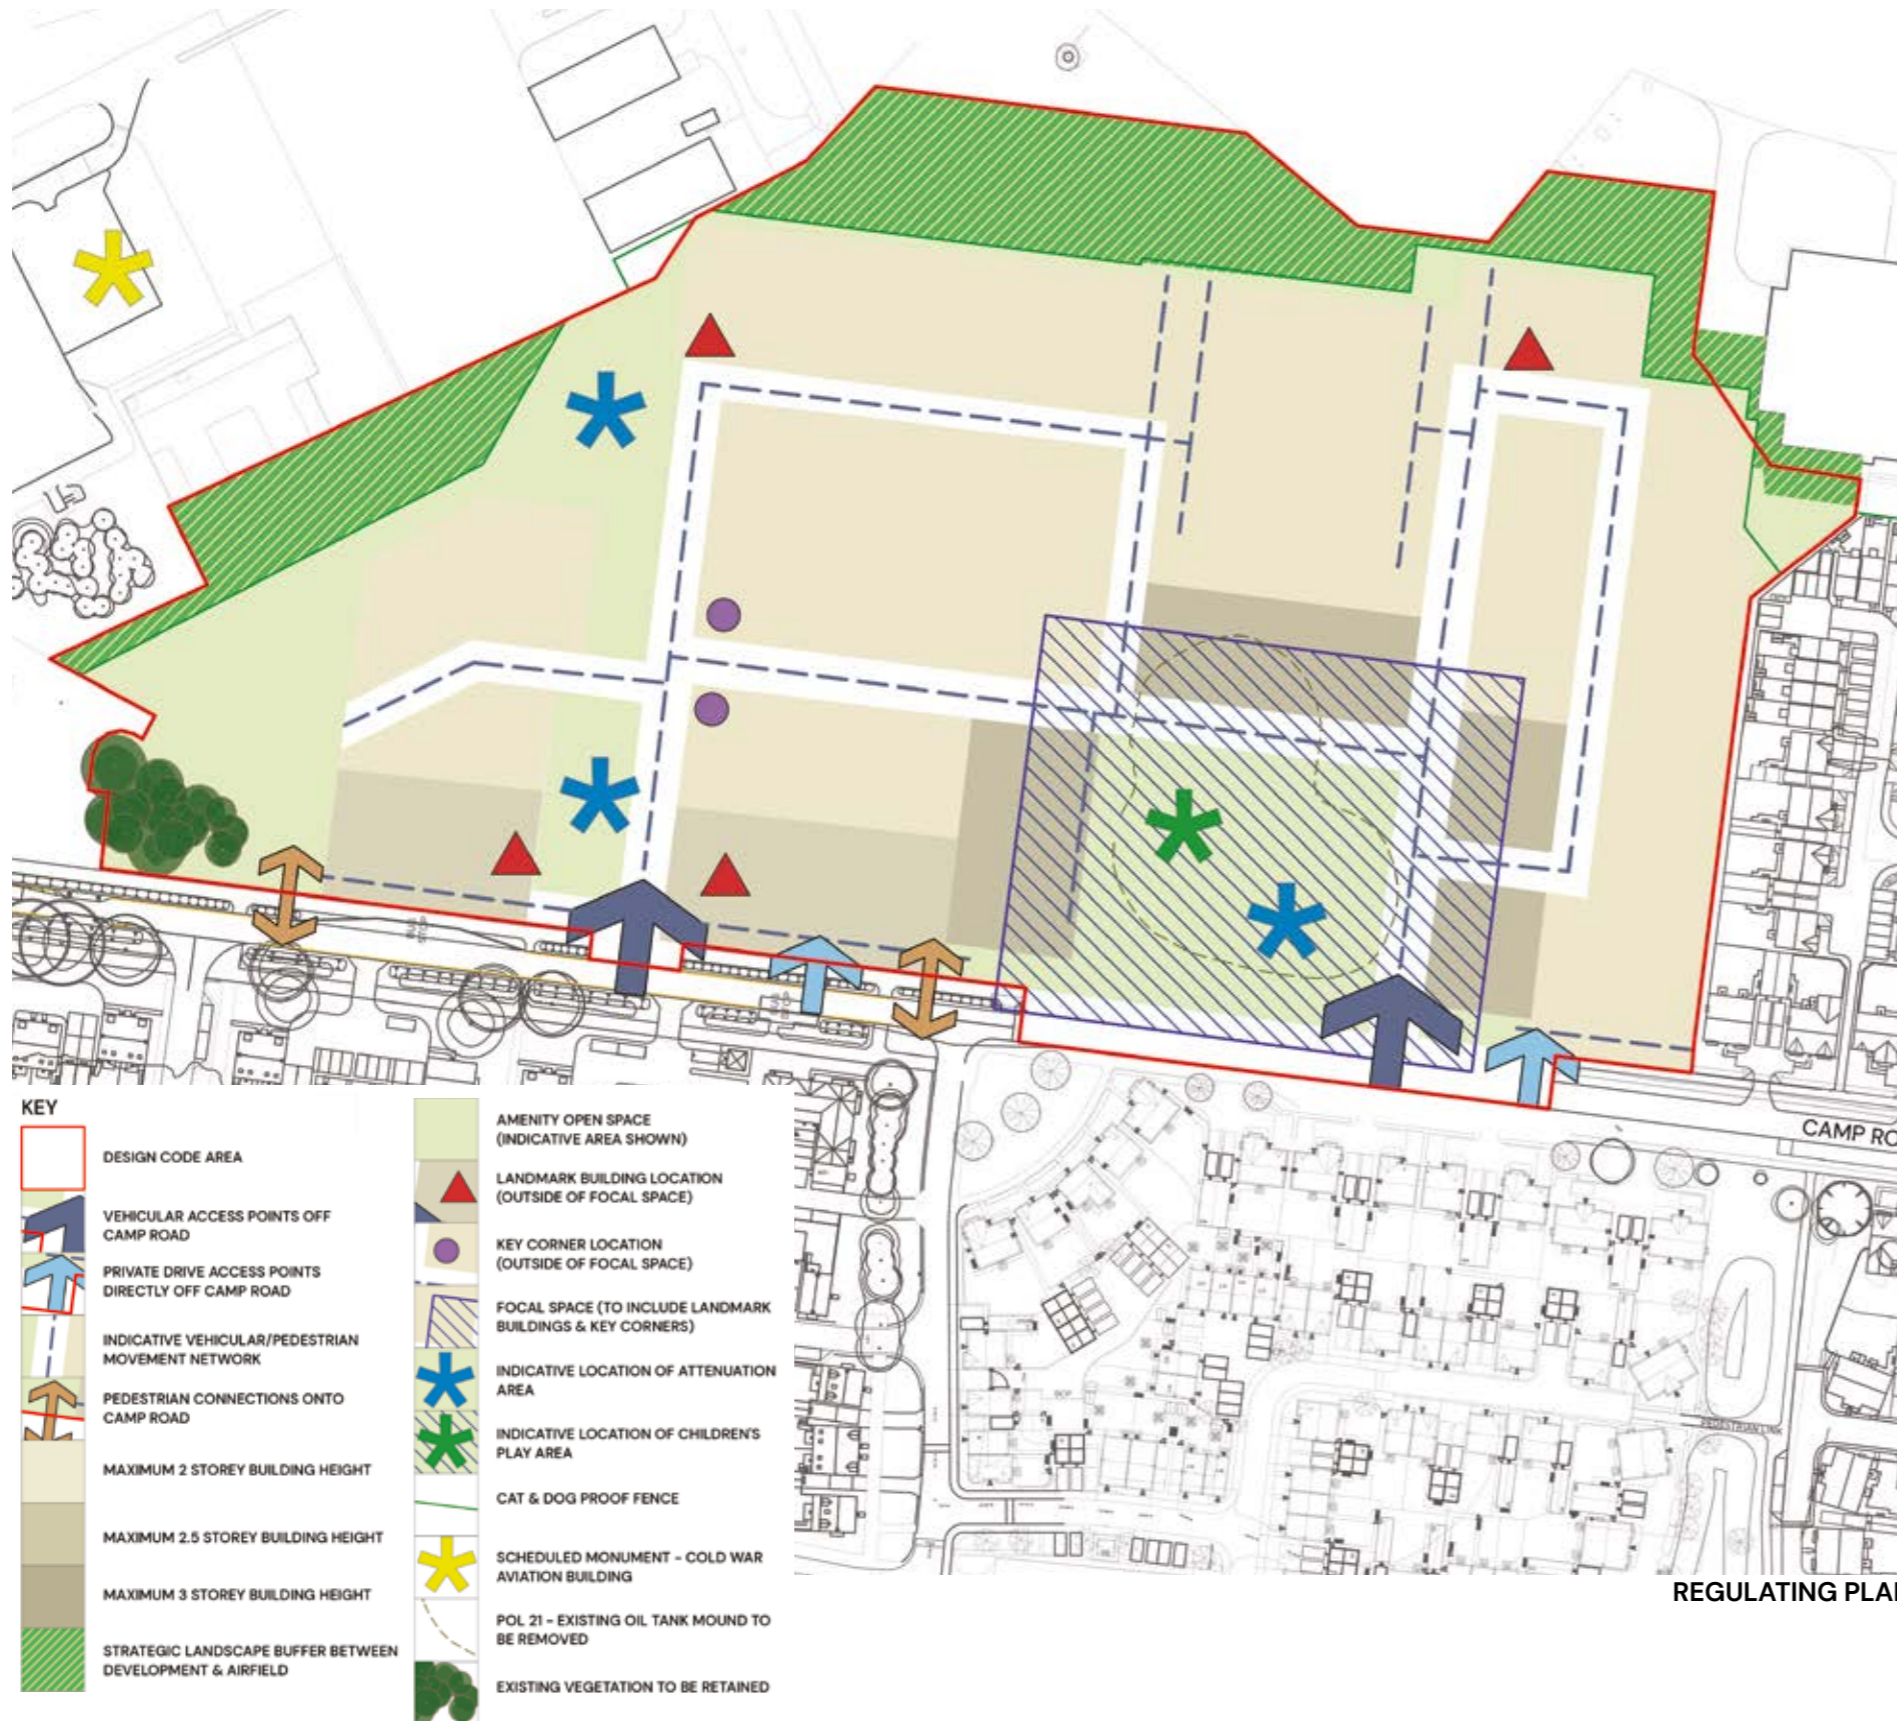 CAMP RO
PEDESTRIAN LINK
REGULATING PLAN
KEY
DESIGN CODE AREA
VEHICULAR ACCESS POINTS OFF
CAMP ROAD
PRIVATE DRIVE ACCESS POINTS
DIRECTLY OFF CAMP ROAD
INDICATIVE VEHICULAR/PEDESTRIAN
MOVEMENT NETWORK
PEDESTRIAN CONNECTIONS ONTO
CAMP ROAD
MAXIMUM 2 STOREY BUILDING HEIGHT
MAXIMUM 2.5 STOREY BUILDING HEIGHT
MAXIMUM 3 STOREY BUILDING HEIGHT
STRATEGIC LANDSCAPE BUFFER BETWEEN
DEVELOPMENT & AIRFIELD
AMENITY OPEN SPACE
(INDICATIVE AREA SHOWN)
LANDMARK BUILDING LOCATION
(OUTSIDE OF FOCAL SPACE)
KEY CORNER LOCATION
(OUTSIDE OF FOCAL SPACE)
FOCAL SPACE (TO INCLUDE LANDMARK
BUILDINGS & KEY CORNERS)
INDICATIVE LOCATION OF ATTENUATION
AREA
INDICATIVE LOCATION OF CHILDREN'S
PLAY AREA
CAT & DOG PROOF FENCE
SCHEDULED MONUMENT - COLD WAR
AVIATION BUILDING
POL 21 - EXISTING OIL TANK MOUND TO
BE REMOVED
EXISTING VEGETATION TO BE RETAINED